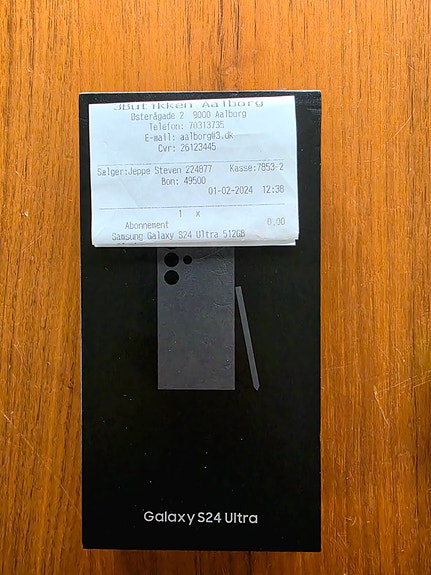 3Butikken Aalborg
Østerågade 2 9000 Aalborg
Telefon: 70313735
E-mail: aalborg@3.dk
Cvr: 26123445
Sælger:Jeppe Steven 224877 Kasse:7853-2
Bon: 49500
01-02-2024 12:38
1 x
Abonnement 0.00
Samsung Galaxy S24 Ultra 512GB
Galaxy S24 Ultra